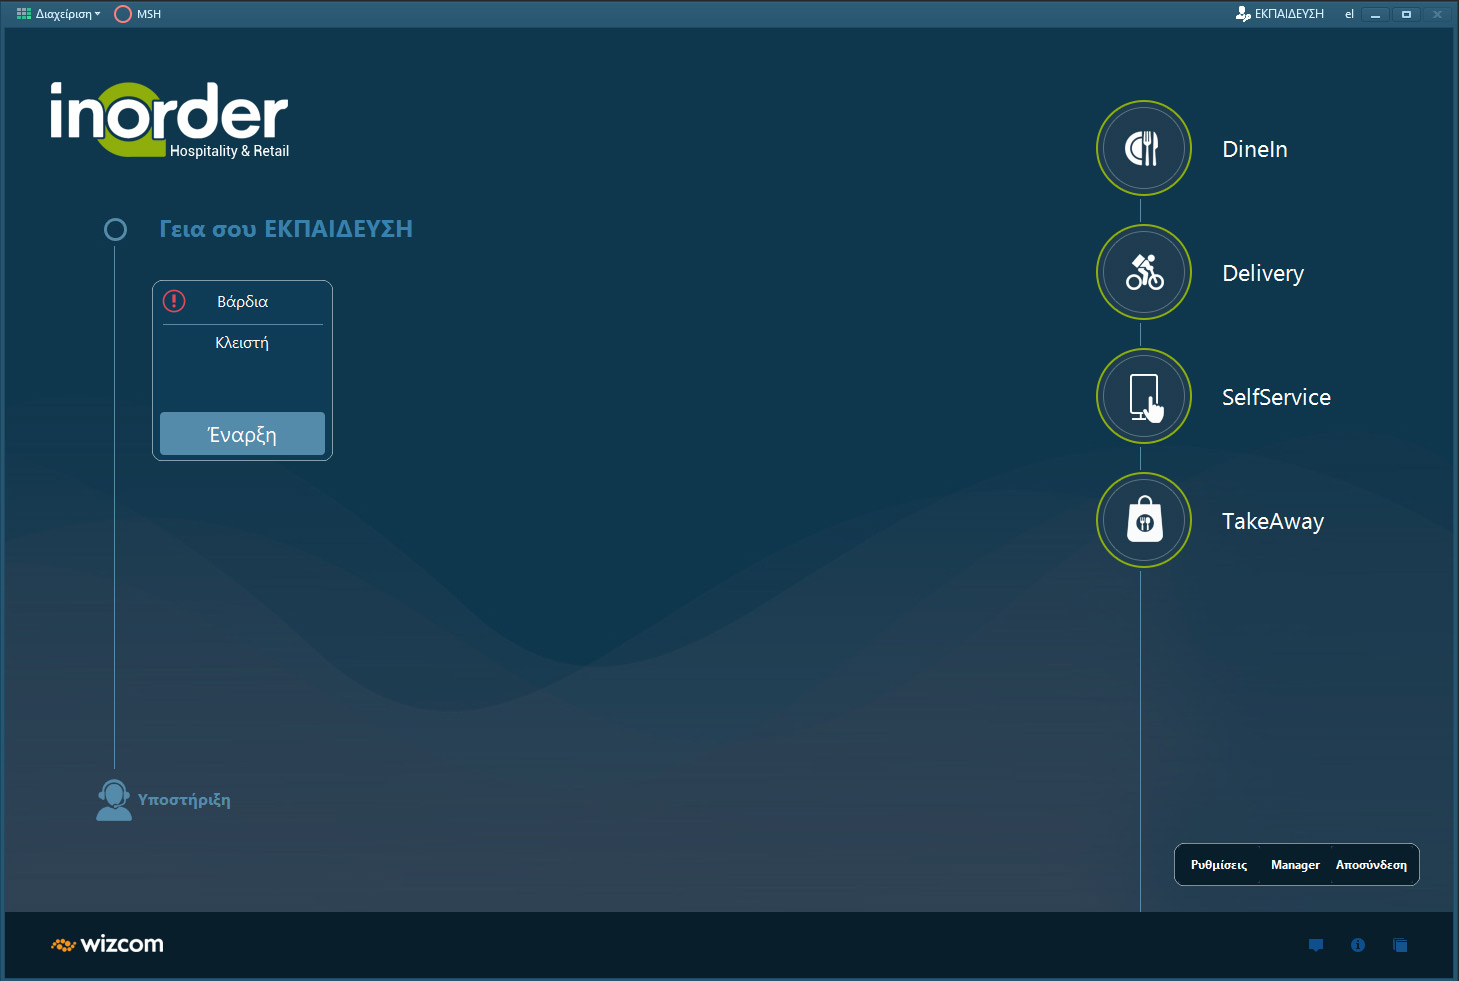 Διαχείριση MSH ΕΚΠΑΙΔΕΥΣΗ el
inorder
Hospitality & Retail
DineIn
Γεια σου ΕΚΠΑΙΔΕΥΣΗ
Delivery
Βάρδια
Κλειστή
SelfService
Έναρξη
TakeAway
Υποστήριξη
Ρυθμίσεις Manager Αποσύνδεση
wizcom